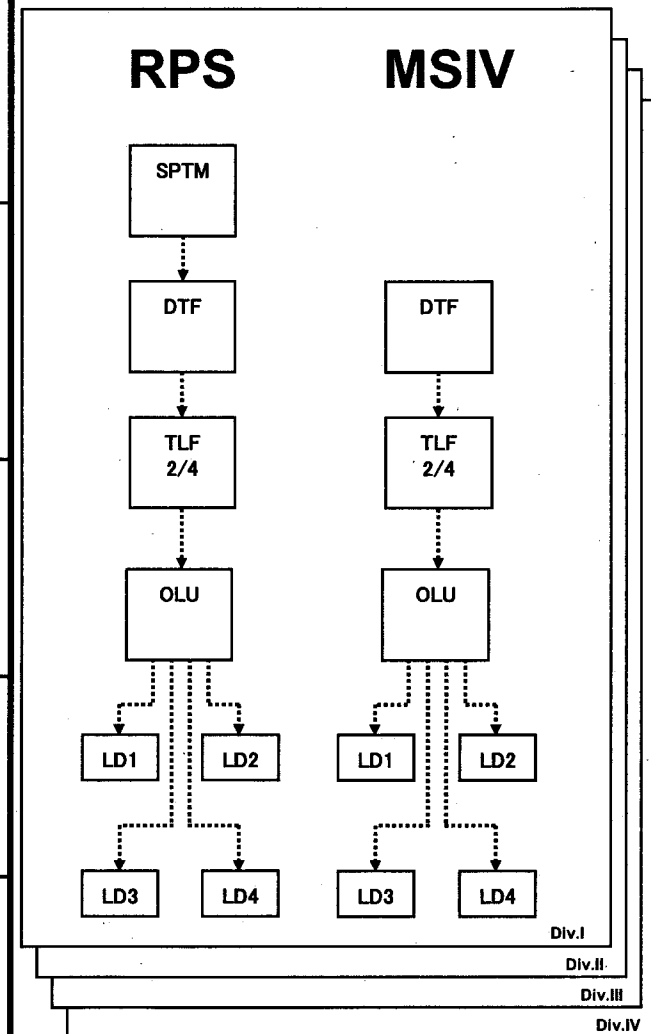 RPS MSIV
SPTM
DTF DTF
TLF TLF
2/4 2/4
OLU OLU
LD1 LD2 LD1 LD2
LD3 LD4 LD3 LD4
Div.I
Div.II
Div.III
Div.IV